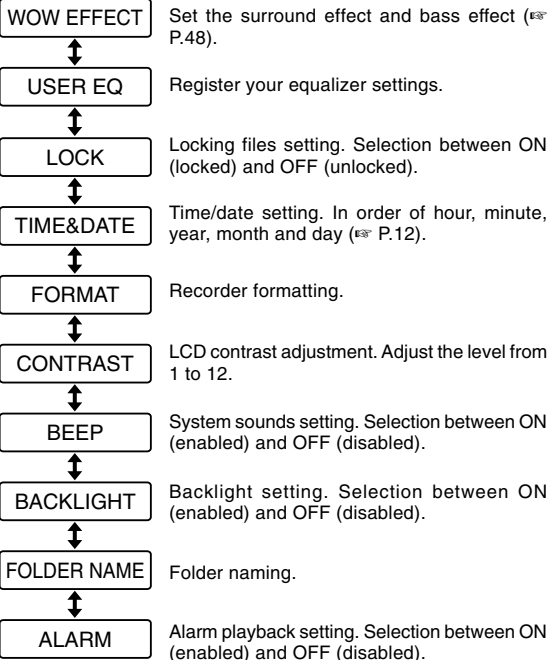 WOW EFFECT
Set the surround effect and bass effect (☞
P.48).
USER EQ
Register your equalizer settings.
LOCK
Locking files setting. Selection between ON
(locked) and OFF (unlocked).
TIME&DATE
Time/date setting. In order of hour, minute,
year, month and day (☞ P.12).
FORMAT
Recorder formatting.
CONTRAST
LCD contrast adjustment. Adjust the level from
1 to 12.
BEEP
System sounds setting. Selection between ON
(enabled) and OFF (disabled).
BACKLIGHT
Backlight setting. Selection between ON
(enabled) and OFF (disabled).
FOLDER NAME
Folder naming.
ALARM
Alarm playback setting. Selection between ON
(enabled) and OFF (disabled).